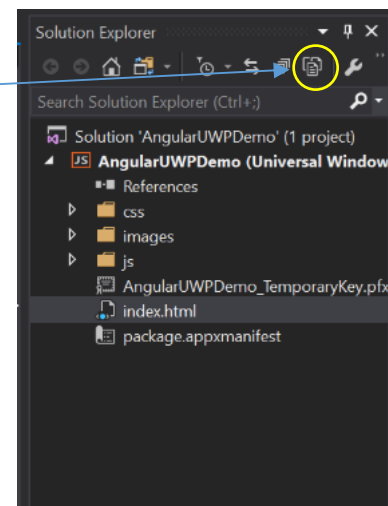 Solution Explorer
Search Solution Explorer (Ctrl+;)
Solution 'AngularUWPDemo' (1 project)
JS AngularUWPDemo (Universal Window
References
css
images
js
AngularUWPDemo_TemporaryKey.pfx
index.html
package.appxmanifest